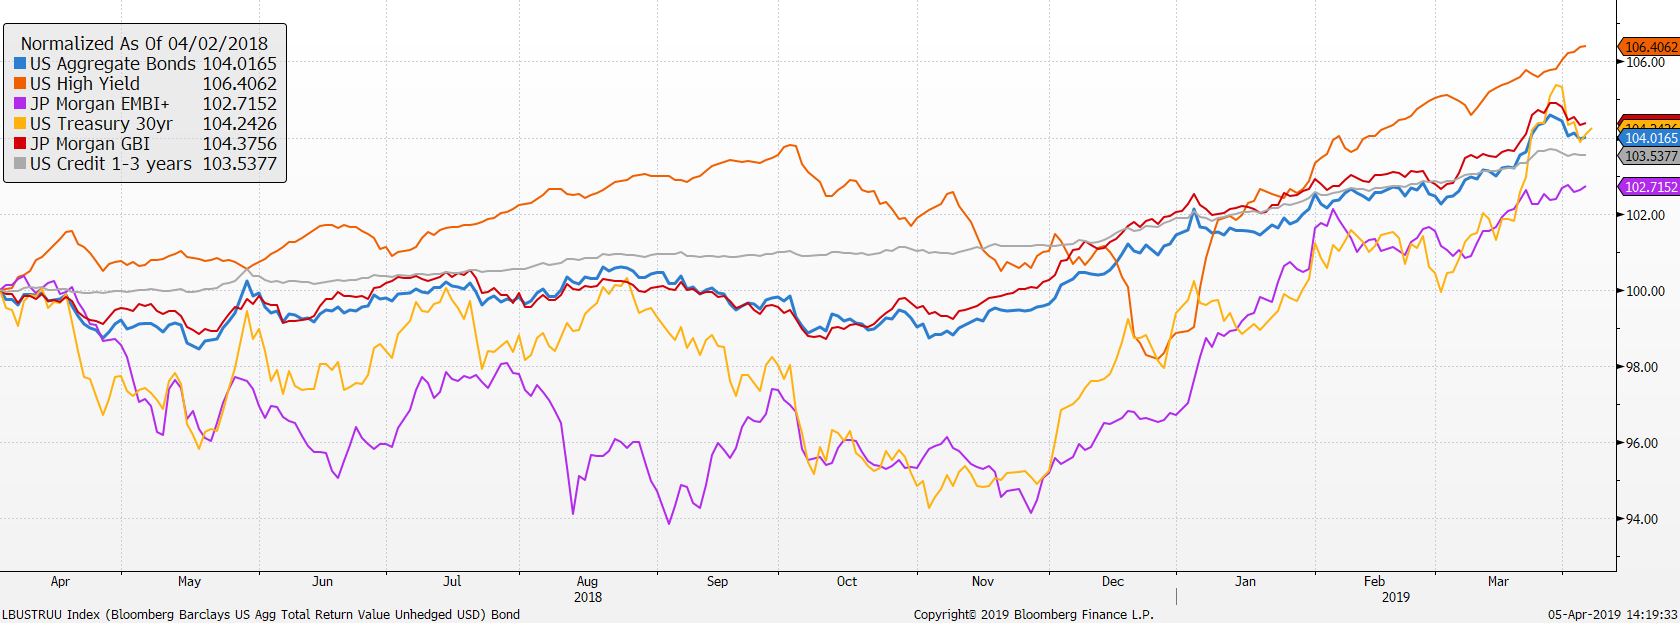 Normalized As Of 04/02/2018
US Aggregate Bonds 104.0165
US High Yield 106.4062
JP Morgan EMBI+ 102.7152
US Treasury 30yr 104.2426
JP Morgan GBI 104.3756
US Credit 1-3 years 103.5377
106.4062
106.00
104.2426
104.0165
103.5377
102.7152
102.00
100.00
98.00
96.00
94.00
Apr May Jun Jul Aug Sep Oct Nov Dec Jan Feb Mar
2018 2019
LBUSTRUU Index (Bloomberg Barclays US Agg Total Return Value Unhedged USD) Bond Copyright© 2019 Bloomberg Finance L.P. 05-Apr-2019 14:19:33